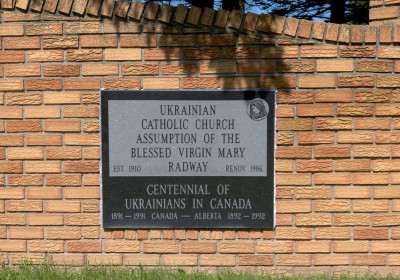 UKRAINIAN
CATHOLIC CHURCH
ASSUMPTION OF THE
BLESSED VIRGIN MARY
EST 1910 RADWAY RENOV. 1986
CENTENNIAL OF
UKRAINIANS IN CANADA
1891 – 1991 CANADA — ALBERTA 1892 – 1992